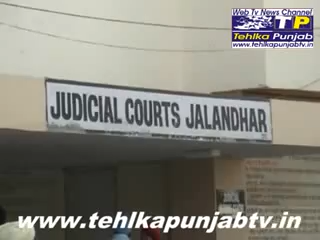 Web Tv News Channel
TP
Tehlka Punjab
www.tehlkapunjabtv.in
JUDICIAL COURTS JALANDHAR
www.tehlkapunjabtv.in